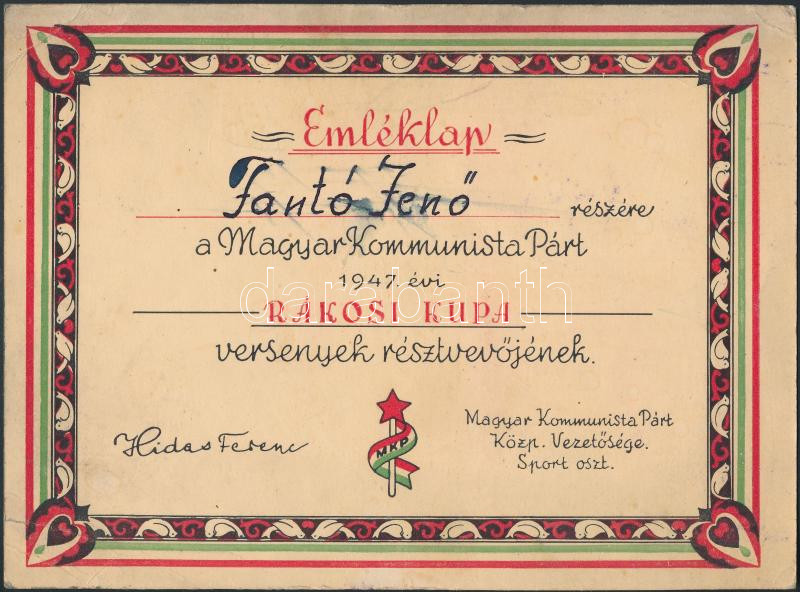 Emléklap
Fantó Jenő részére
a Magyar Kommunista Párt
1947. évi
darabanth
RÁKOSI KUPA
versenyek résztvevőjének.
MKP
Hidas Ferenc
Magyar Kommunista Párt
Közp. Vezetősége.
Sport oszt.